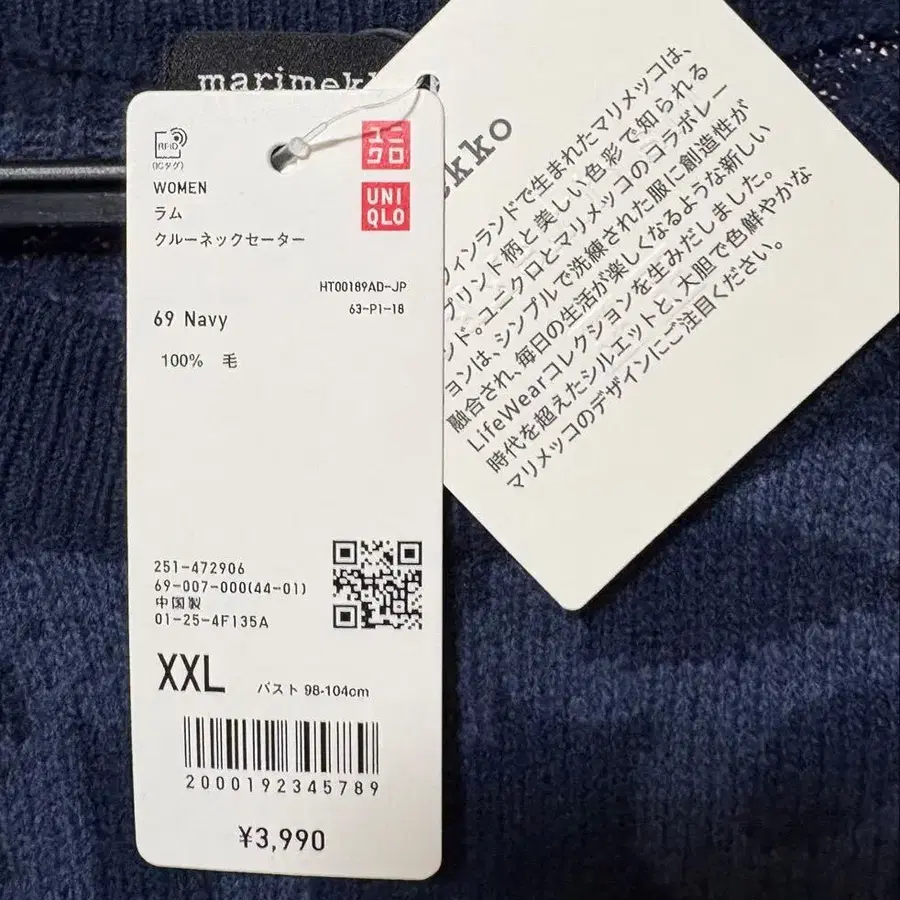 marimekko
RFiD
(ICタグ)
ユニ
クロ
UNI
QLO
WOMEN
ラム
クルーネックセーター
HT00189AD-JP
63-P1-18
69 Navy
100% 毛
251-472906
69-007-000(44-01)
中国製
01-25-4F135A
XXL バスト 98-104cm
2000192345789
¥3,990
ekko
ィンランドで生まれたマリメッコは、
プリント柄と美しい色彩で知られる
ンド。ユニクロとマリメッコのコラボレー
ョンは、シンプルで洗練された服に創造性が
融合され、毎日の生活が楽しくなるような新しい
LifeWearコレクションを生みだしました。
時代を超えたシルエットと、大胆で色鮮やかな
マリメッコのデザインにご注目ください。